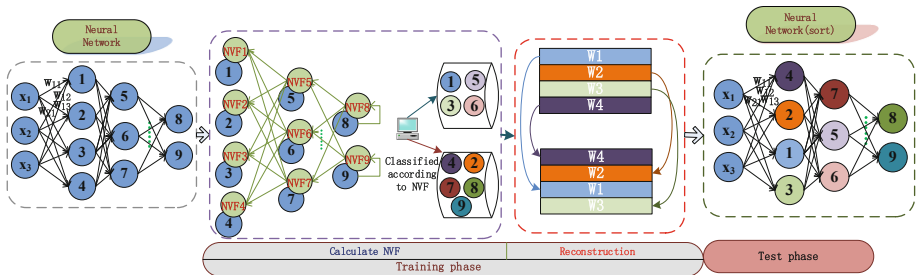 Neural
Network
x1
x2
x3
W11
W12
W21
W13
1
2
3
4
5
6
7
8
9
NVF1
1
NVF2
2
NVF3
3
NVF4
4
NVF5
5
NVF6
6
NVF7
7
NVF8
8
NVF9
9
1
5
3
6
Classified
according
to NVF
4
2
7
8
9
W1
W2
W3
W4
W4
W2
W1
W3
Neural
Network(sort)
x1
x2
x3
W11
W12
W21
W13
4
2
1
3
7
5
6
8
9
Calculate NVF
Reconstruction
Training phase
Test phase